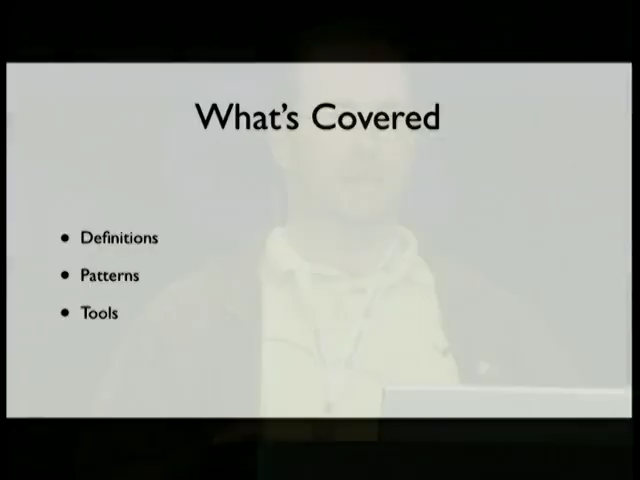 What's Covered
• Definitions
• Patterns
• Tools